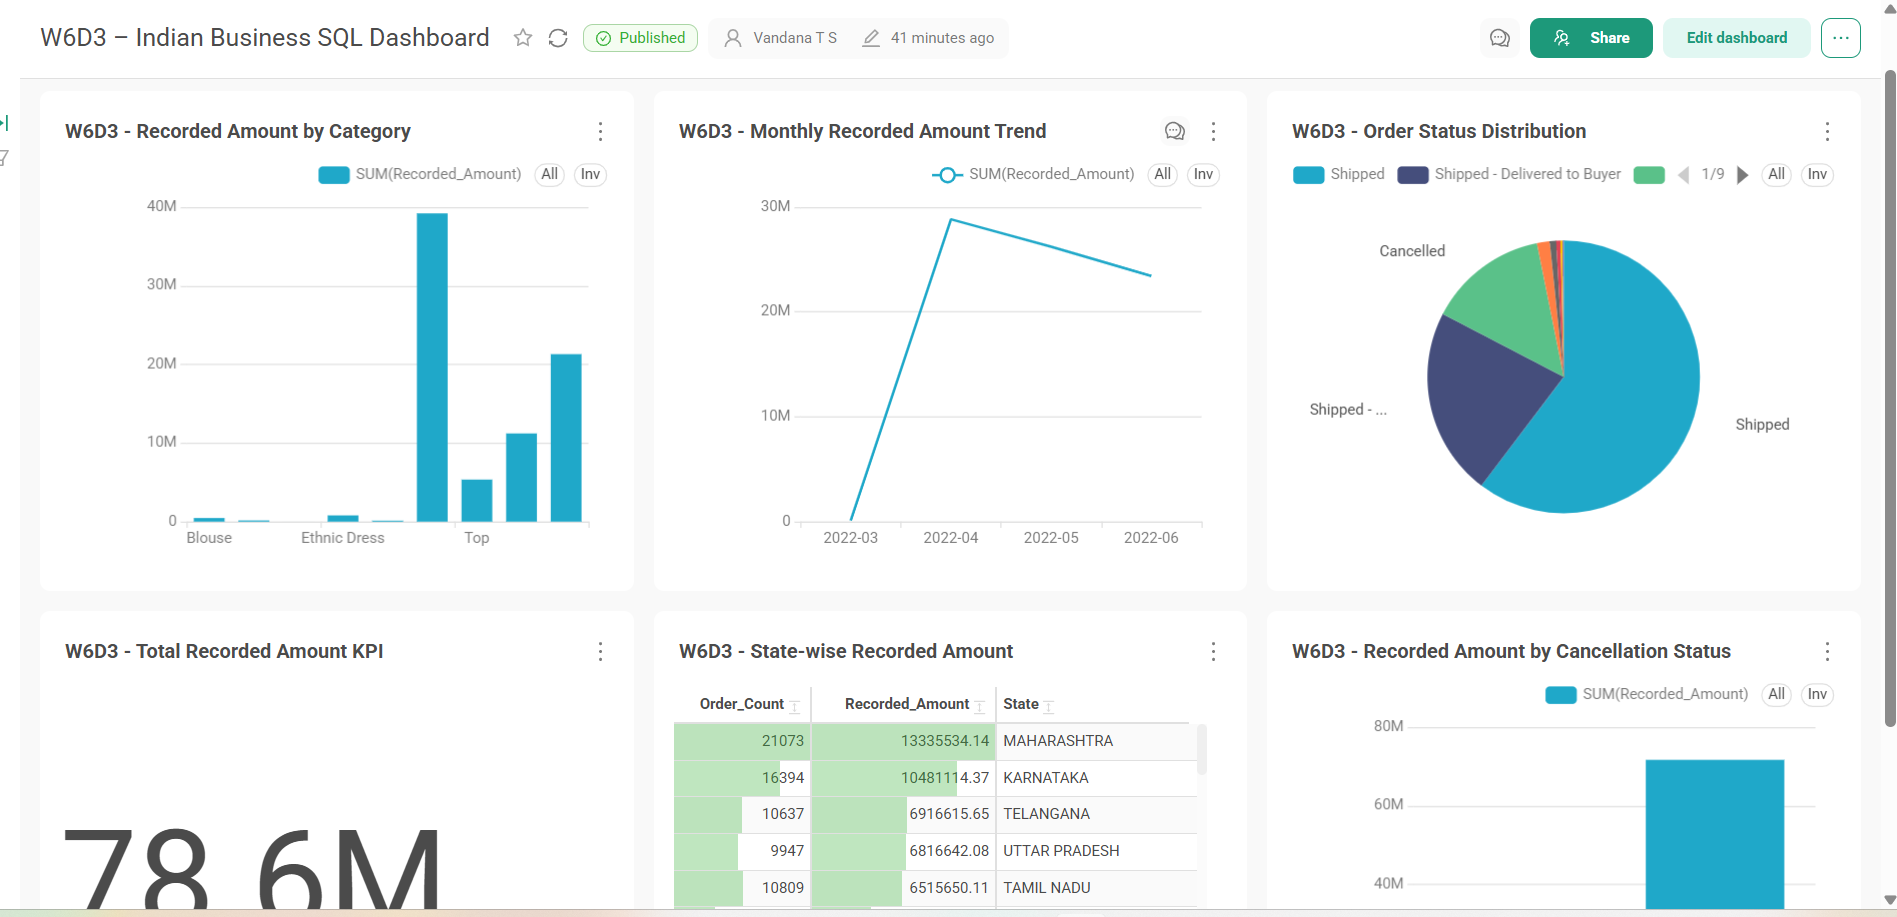 W6D3 – Indian Business SQL Dashboard
Published
Vandana T S
41 minutes ago
Share
Edit dashboard
W6D3 - Recorded Amount by Category
SUM(Recorded_Amount)
All
Inv
40M
30M
20M
10M
0
Blouse
Ethnic Dress
Top
W6D3 - Monthly Recorded Amount Trend
SUM(Recorded_Amount)
All
Inv
30M
20M
10M
0
2022-03
2022-04
2022-05
2022-06
W6D3 - Order Status Distribution
Shipped
Shipped - Delivered to Buyer
1/9
All
Inv
Cancelled
Shipped - ...
Shipped
W6D3 - Total Recorded Amount KPI
78.6M
W6D3 - State-wise Recorded Amount
Order_Count Recorded_Amount State
21073 13335534.14 MAHARASHTRA
16394 10481114.37 KARNATAKA
10637 6916615.65 TELANGANA
9947 6816642.08 UTTAR PRADESH
10809 6515650.11 TAMIL NADU
W6D3 - Recorded Amount by Cancellation Status
SUM(Recorded_Amount)
All
Inv
80M
60M
40M